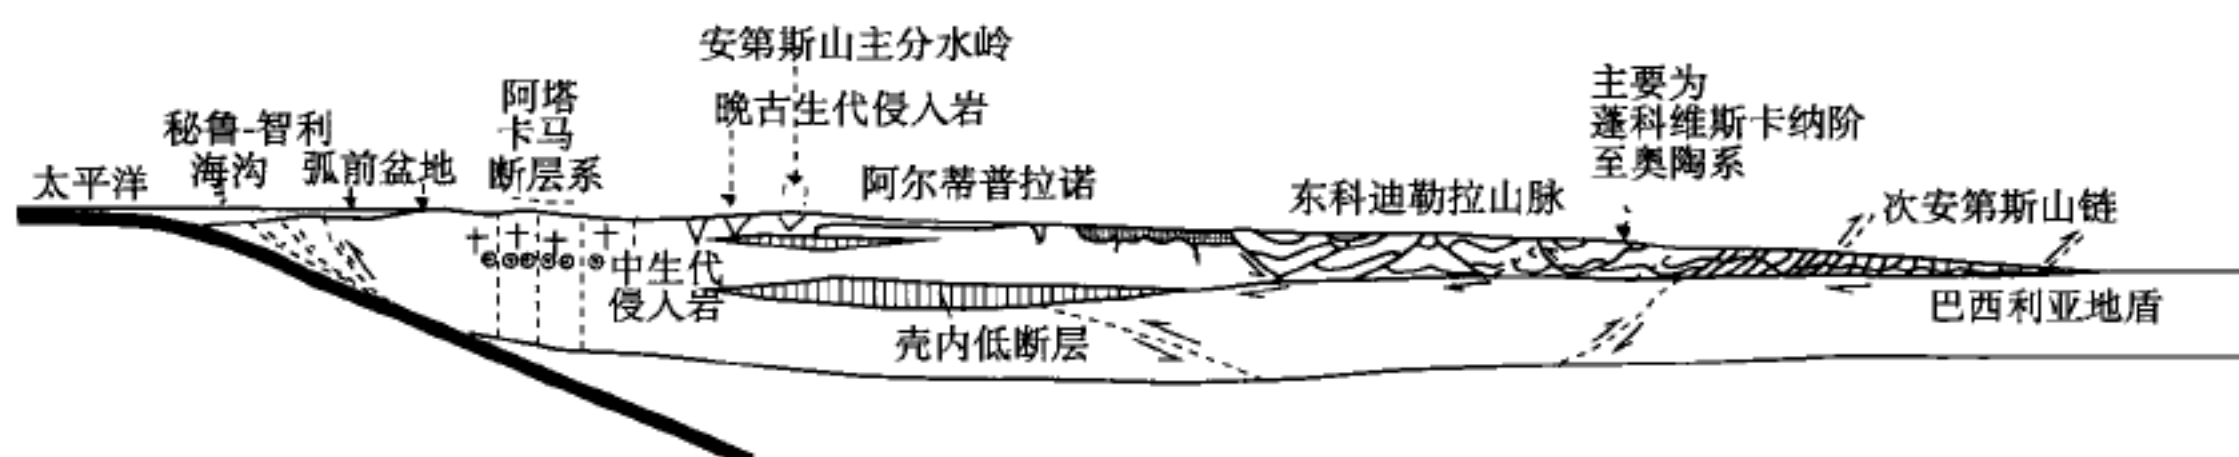 安第斯山主分水岭
晚古生代侵入岩
阿塔
卡马
断层系
秘鲁-智利
海沟
弧前盆地
太平洋
阿尔蒂普拉诺
东科迪勒拉山脉
主要为
蓬科维斯卡纳阶
至奥陶系
次安第斯山链
中生代
侵入岩
壳内低断层
巴西利亚地盾